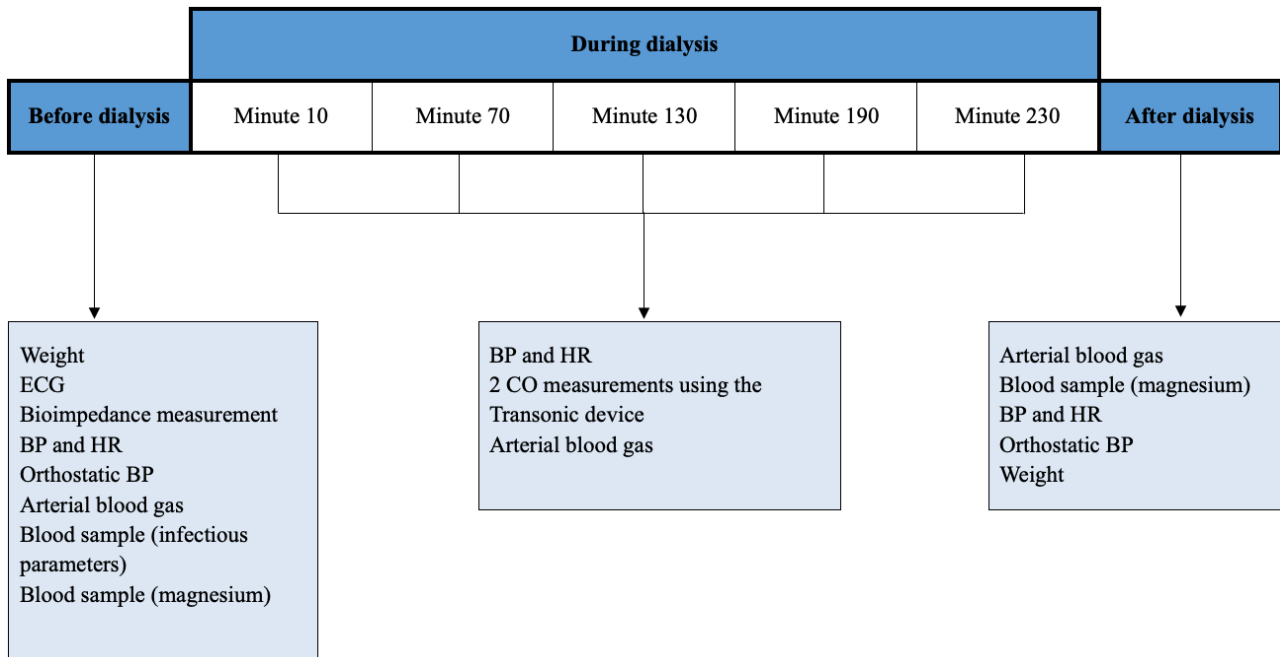 During dialysis
Before dialysis
Minute 10
Minute 70
Minute 130
Minute 190
Minute 230
After dialysis
Weight
ECG
Bioimpedance measurement
BP and HR
Orthostatic BP
Arterial blood gas
Blood sample (infectious
parameters)
Blood sample (magnesium)
BP and HR
2 CO measurements using the
Transonic device
Arterial blood gas
Arterial blood gas
Blood sample (magnesium)
BP and HR
Orthostatic BP
Weight